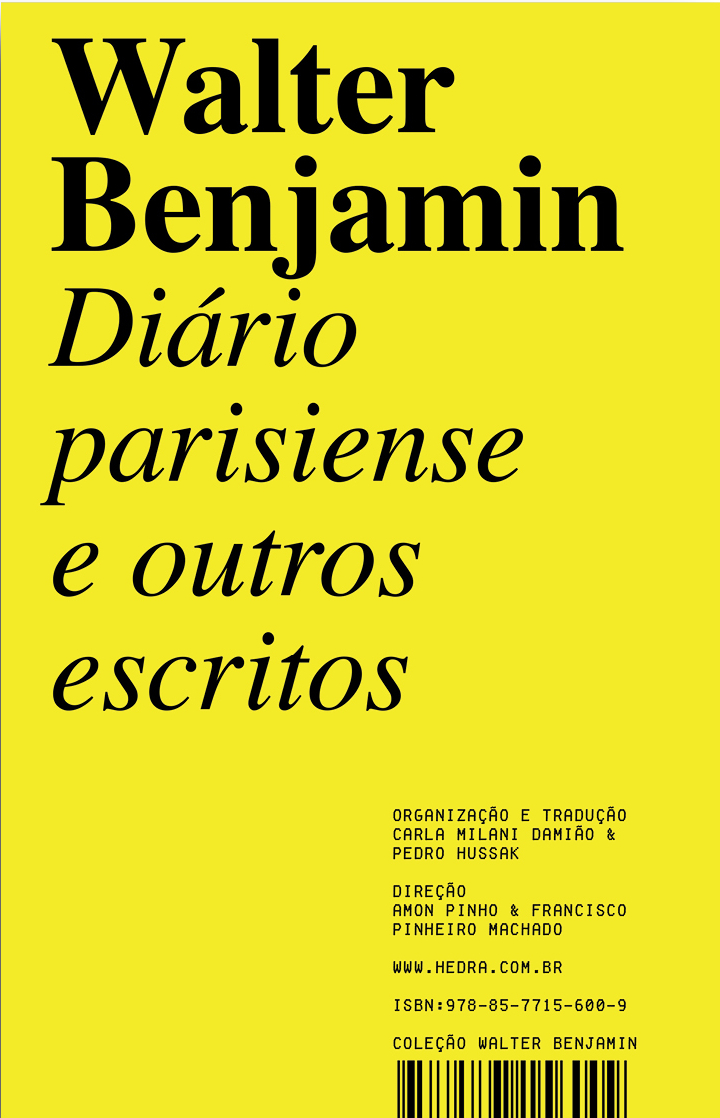 Walter
Benjamin
Diário
parisiense
e outros
escritos
ORGANIZAÇÃO E TRADUÇÃO
CARLA MILANI DAMIÃO &
PEDRO HUSSAK
DIREÇÃO
AMON PINHO & FRANCISCO
PINHEIRO MACHADO
WWW.HEDRA.COM.BR
ISBN:978-85-7715-600-9
COLEÇÃO WALTER BENJAMIN